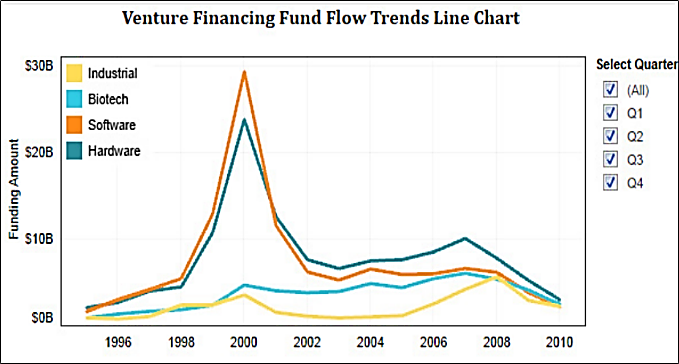 Venture Financing Fund Flow Trends Line Chart
Funding Amount
$30B
$20B
$10B
$0B
Industrial
Biotech
Software
Hardware
1996 1998 2000 2002 2004 2006 2008 2010
Select Quarter
(All)
Q1
Q2
Q3
Q4